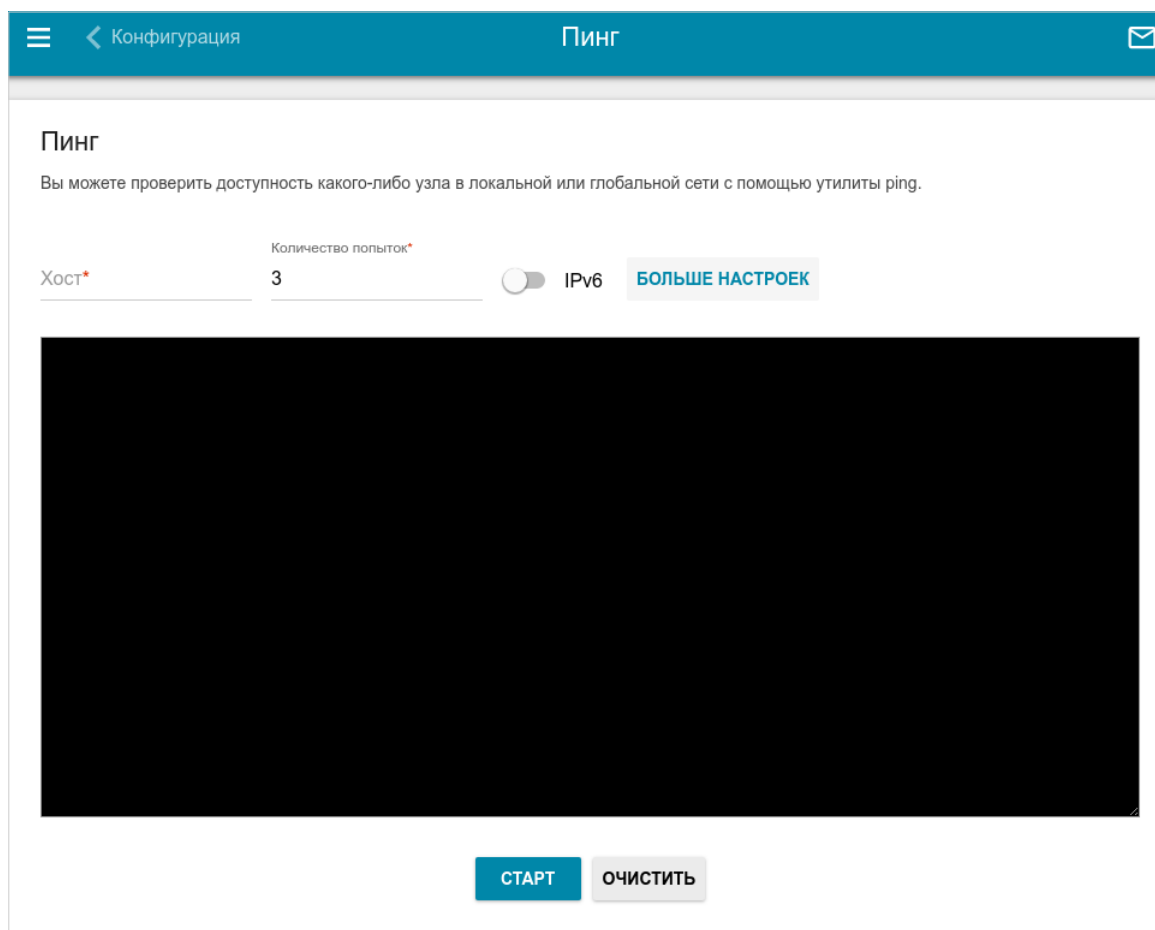 Конфигурация
Пинг
Пинг
Вы можете проверить доступность какого-либо узла в локальной или глобальной сети с помощью утилиты ping.
Хост*
Количество попыток*
3
IPv6
БОЛЬШЕ НАСТРОЕК
СТАРТ
ОЧИСТИТЬ